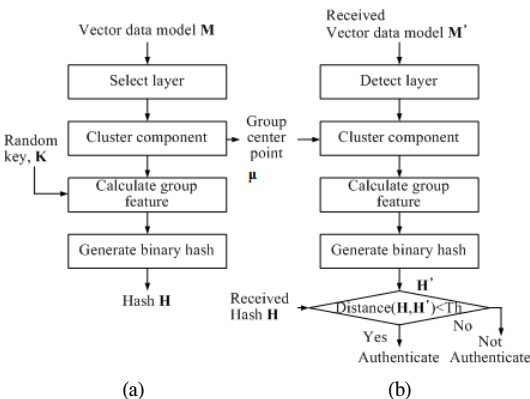 Vector data model M
Select layer
Random
key, K
Cluster component
Calculate group
feature
Generate binary hash
Hash H
(a)
Group
center
point
μ
Received
Vector data model M'
Detect layer
Cluster component
Calculate group
feature
Generate binary hash
H'
Received
Hash H
Distance(H,H')<Th
Yes
No
Authenticate
Not
Authenticate
(b)